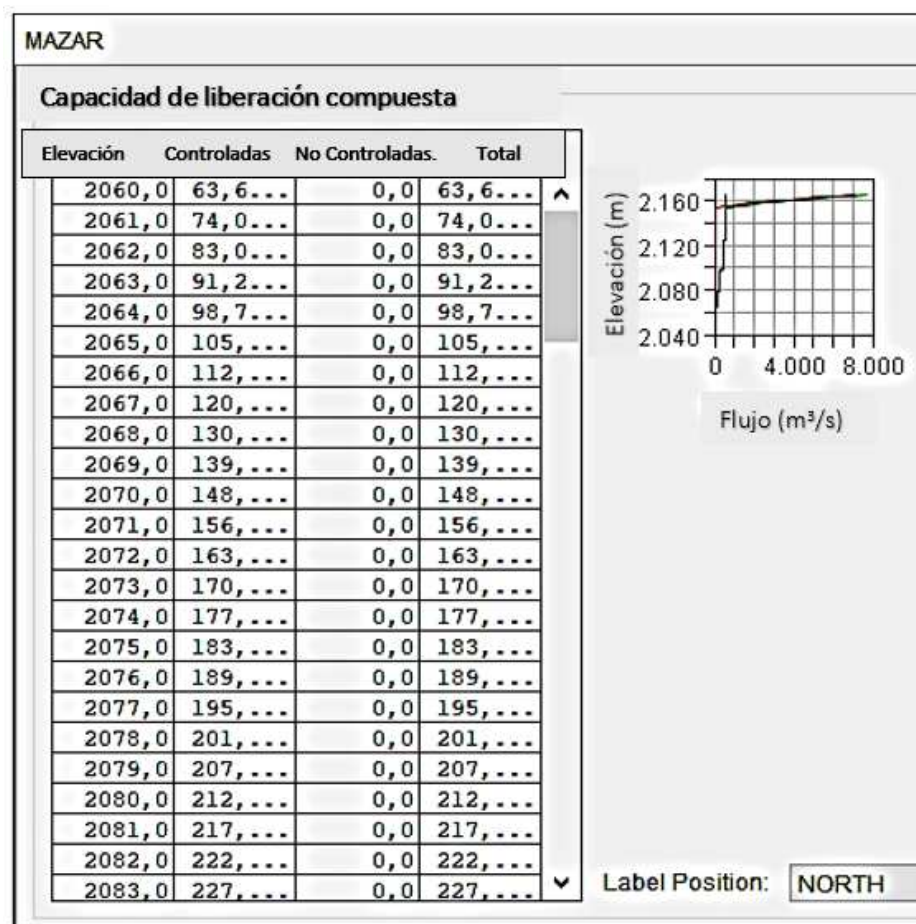 MAZAR
Capacidad de liberación compuesta
Elevación Controladas No Controladas. Total
2060,0 63,6... 0,0 63,6...
2061,0 74,0... 0,0 74,0...
2062,0 83,0... 0,0 83,0...
2063,0 91,2... 0,0 91,2...
2064,0 98,7... 0,0 98,7...
2065,0 105,... 0,0 105,...
2066,0 112,... 0,0 112,...
2067,0 120,... 0,0 120,...
2068,0 130,... 0,0 130,...
2069,0 139,... 0,0 139,...
2070,0 148,... 0,0 148,...
2071,0 156,... 0,0 156,...
2072,0 163,... 0,0 163,...
2073,0 170,... 0,0 170,...
2074,0 177,... 0,0 177,...
2075,0 183,... 0,0 183,...
2076,0 189,... 0,0 189,...
2077,0 195,... 0,0 195,...
2078,0 201,... 0,0 201,...
2079,0 207,... 0,0 207,...
2080,0 212,... 0,0 212,...
2081,0 217,... 0,0 217,...
2082,0 222,... 0,0 222,...
2083,0 227,... 0,0 227,...
Elevación (m)
2.160
2.120
2.080
2.040
0 4.000 8.000
Flujo (m³/s)
Label Position: NORTH